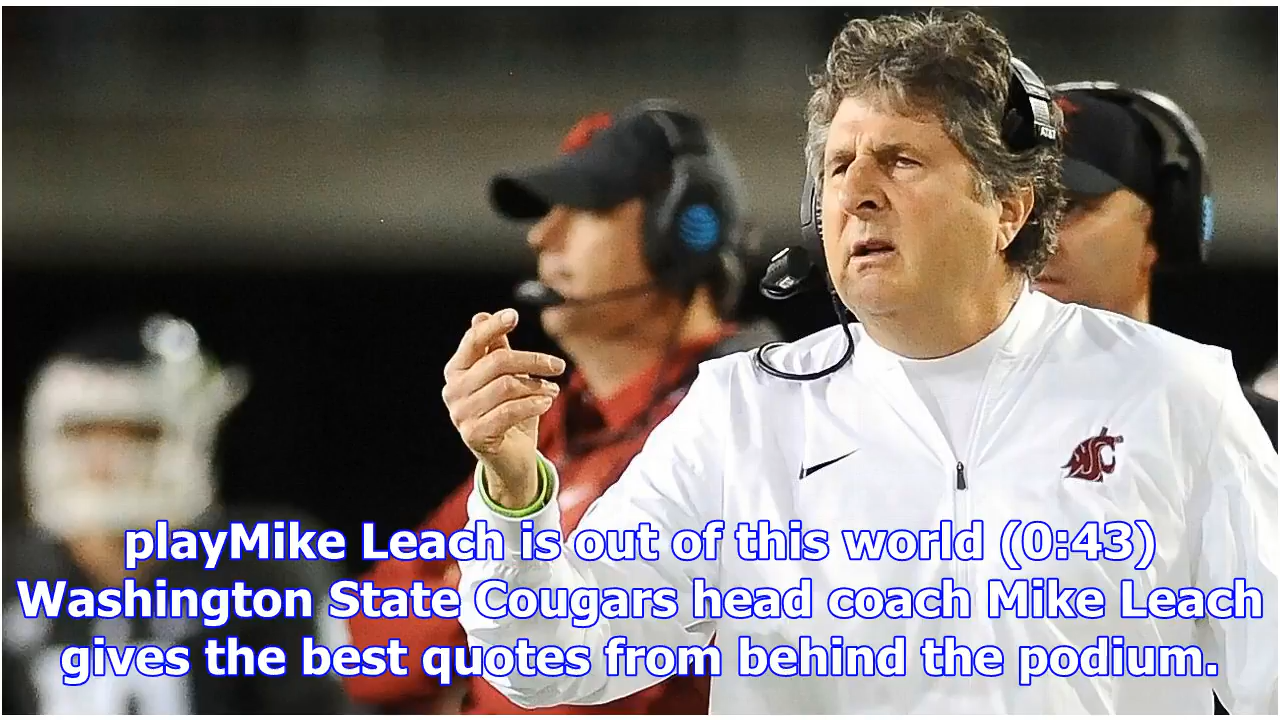 AT&T
playMike Leach is out of this world (0:43)
Washington State Cougars head coach Mike Leach
gives the best quotes from behind the podium.